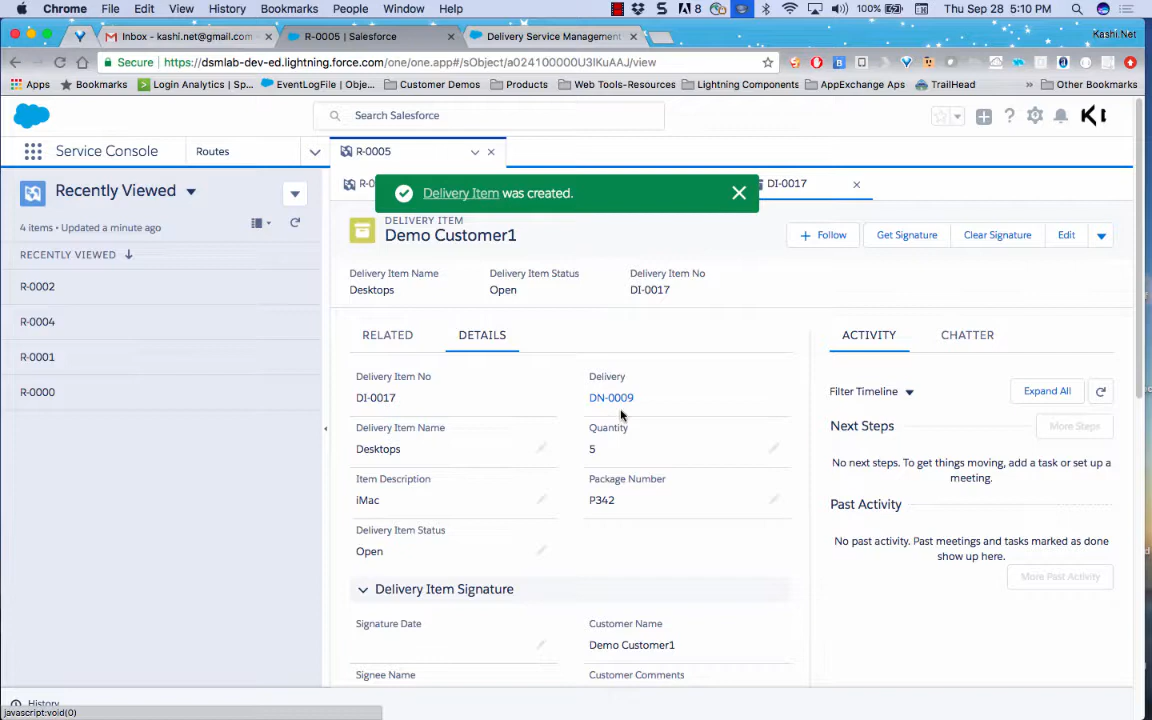 Chrome File Edit View History Bookmarks People Window Help 8 100% Thu Sep 28 5:10 PM
Inbox - kashi.net@gmail.com R-0005 | Salesforce Delivery Service Management Kashi.Net
Secure https://dsmlab-dev-ed.lightning.force.com/one/one.app#/sObject/a024100000U3lKuAAJ/view
Apps Bookmarks Login Analytics | Sp... EventLogFile | Obje... Customer Demos Products Web Tools-Resources Lightning Components AppExchange Apps TrailHead » Other Bookmarks
Search Salesforce
Service Console Routes R-0005
Recently Viewed
4 items • Updated a minute ago
RECENTLY VIEWED
R-0002
R-0004
R-0001
R-0000
R-0
Delivery Item was created.
DI-0017
DELIVERY ITEM
Demo Customer1
Follow Get Signature Clear Signature Edit
Delivery Item Name Delivery Item Status Delivery Item No
Desktops Open DI-0017
RELATED DETAILS
Delivery Item No Delivery
DI-0017 DN-0009
Delivery Item Name Quantity
Desktops 5
Item Description Package Number
iMac P342
Delivery Item Status
Open
Delivery Item Signature
Signature Date Customer Name
Demo Customer1
Signee Name Customer Comments
ACTIVITY CHATTER
Filter Timeline Expand All
Next Steps More Steps
No next steps. To get things moving, add a task or set up a
meeting.
Past Activity
No past activity. Past meetings and tasks marked as done
show up here.
More Past Activity
History
javascript:void(0)